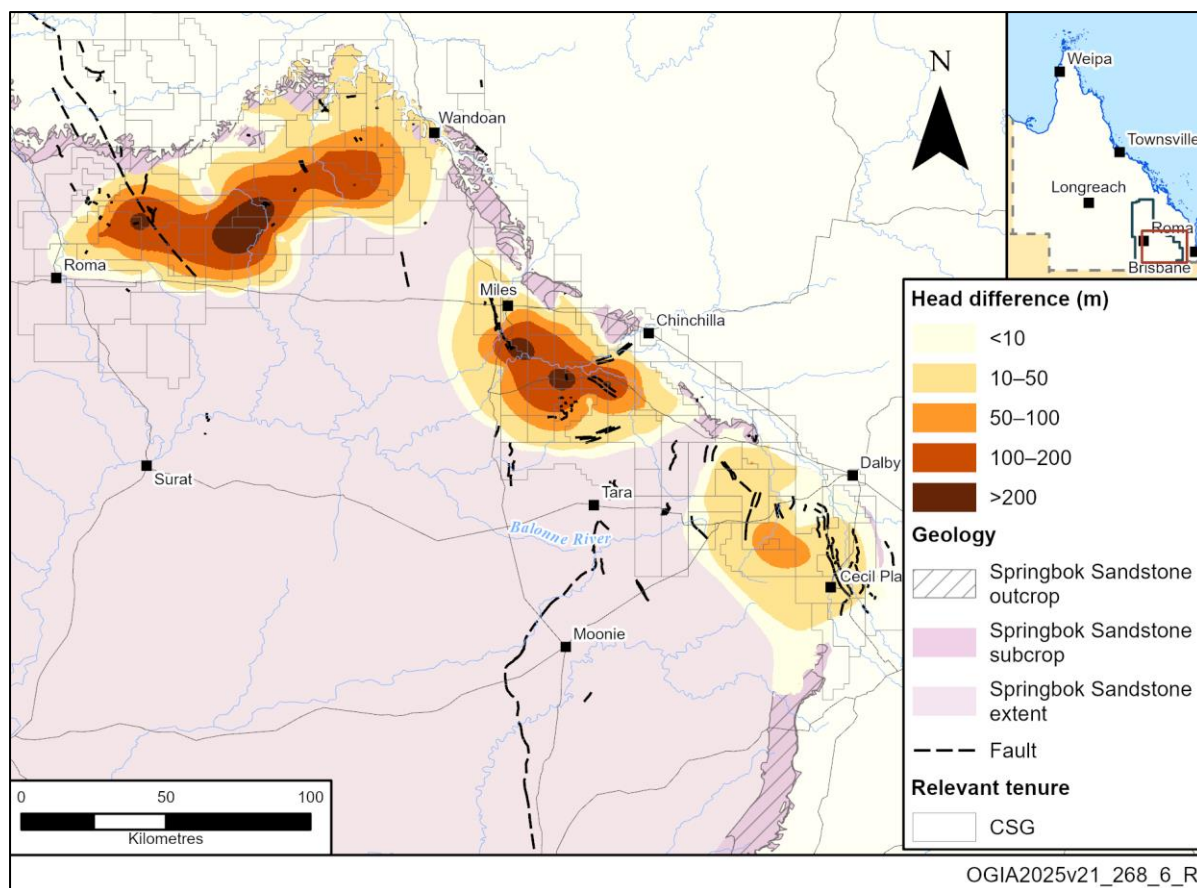 Wandoan
Roma
Miles
Chinchilla
Surat
Tara
Balonne River
Dalby
Cecil Pla
Moonie
N
Weipa
Townsville
Longreach
Roma
Brisbane
Head difference (m)
<10
10–50
50–100
100–200
>200
Geology
Springbok Sandstone
outcrop
Springbok Sandstone
subcrop
Springbok Sandstone
extent
Fault
Relevant tenure
CSG
0 50 100
Kilometres
OGIA2025v21_268_6_R